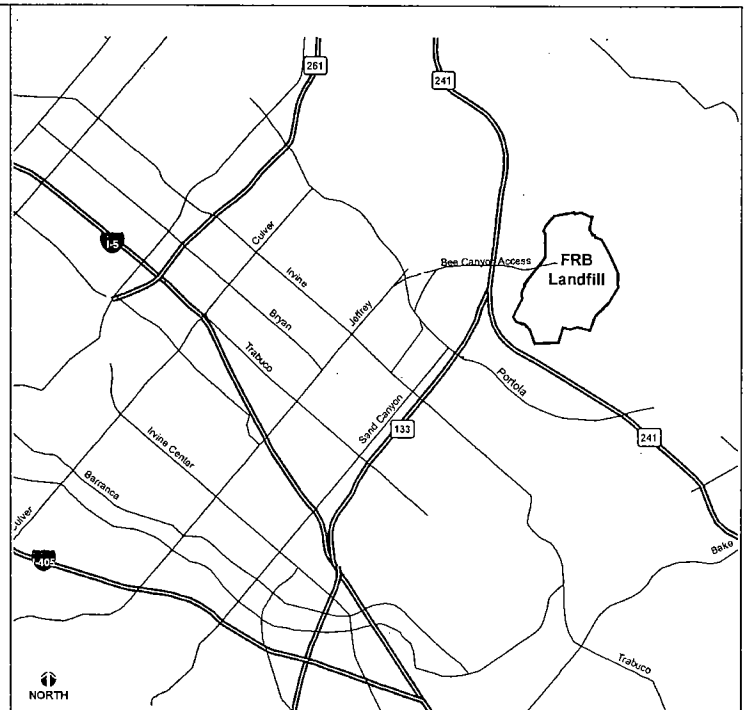 261
241
I-5
Culver
Irvine
Bee Canyon Access
FRB
Landfill
Jeffrey
Bryan
Trabuco
Portola
Sand Canyon
133
241
Irvine Center
Barranca
Culver
I-405
Bake
Trabuco
NORTH